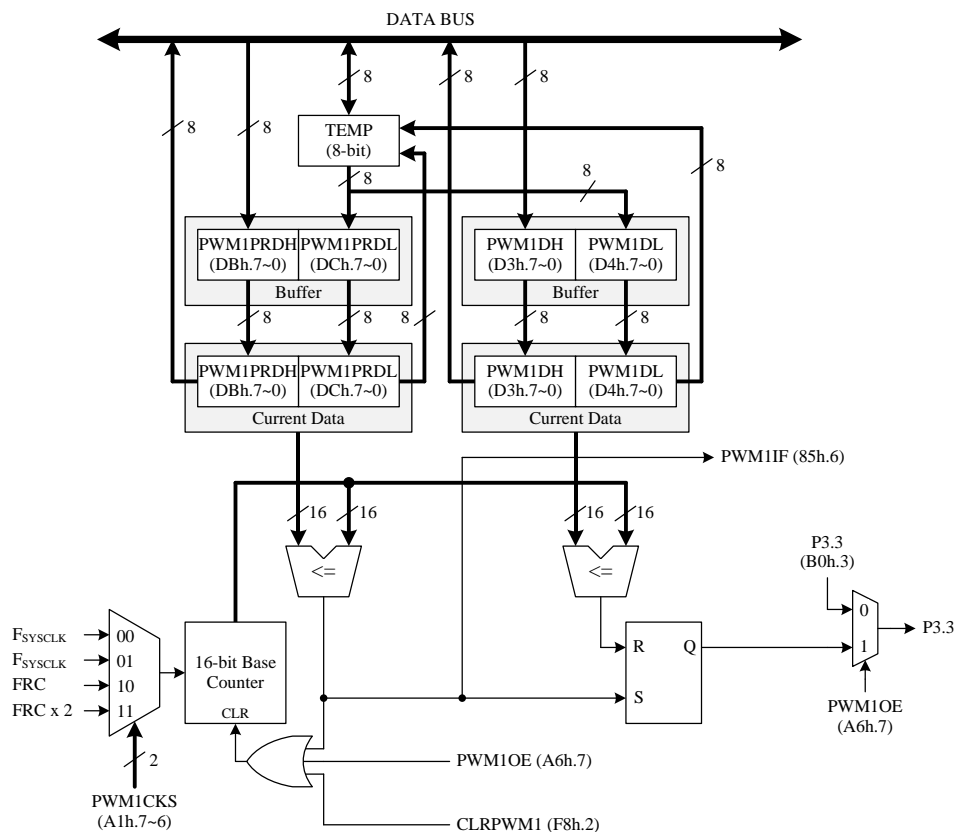 DATA BUS
8
8
8
8
8
TEMP
(8-bit)
8
8
8
PWM1PRDH
(DBh.7~0)
PWM1PRDL
(DCh.7~0)
Buffer
PWM1DH
(D3h.7~0)
PWM1DL
(D4h.7~0)
Buffer
8
8
8
8
8
PWM1PRDH
(DBh.7~0)
PWM1PRDL
(DCh.7~0)
Current Data
PWM1DH
(D3h.7~0)
PWM1DL
(D4h.7~0)
Current Data
PWM1IF (85h.6)
16
16
16
16
<=
<=
P3.3
(B0h.3)
0
1
P3.3
PWM1OE
(A6h.7)
FSYSCLK
00
FSYSCLK
01
FRC
10
FRC x 2
11
16-bit Base
Counter
CLR
R
Q
S
2
PWM1CKS
(A1h.7~6)
PWM1OE (A6h.7)
CLRPWM1 (F8h.2)